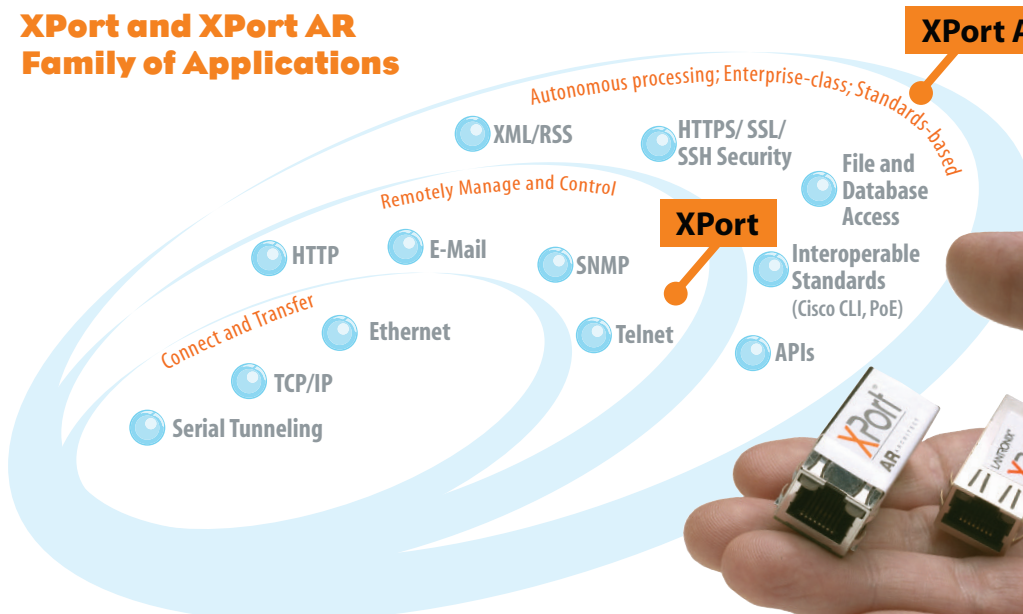 XPort and XPort AR
Family of Applications
XPort A
Autonomous processing; Enterprise-class; Standards-based
XML/RSS
HTTPS/ SSL/
SSH Security
File and
Database
Access
Remotely Manage and Control
XPort
HTTP
E-Mail
SNMP
Interoperable
Standards
(Cisco CLI, PoE)
Connect and Transfer
Ethernet
Telnet
APIs
TCP/IP
Serial Tunneling
XPort
AR
LANTRONIX